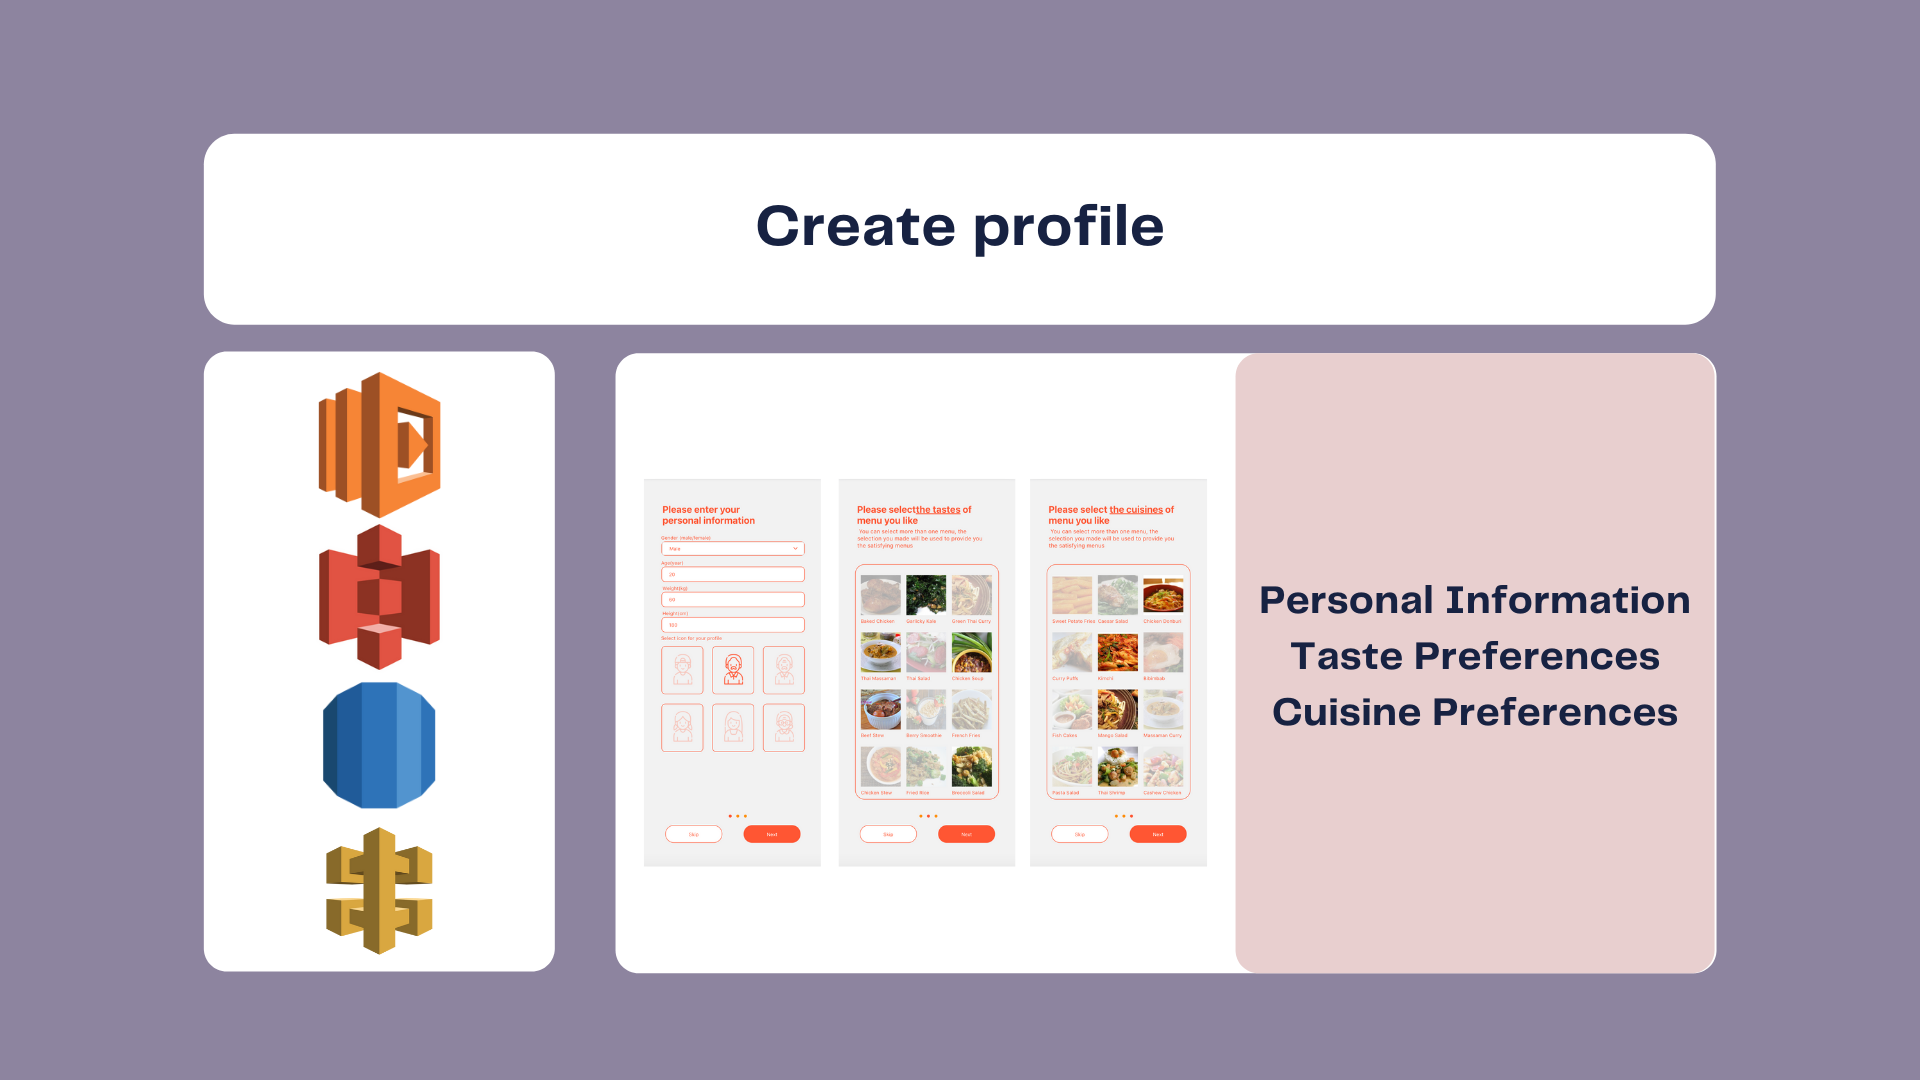 Create profile
Please enter your
personal information
Gender (male/female)
Male
Age(year)
Weight(kg)
Height(cm)
180
Select icon for your profile
Skip
Next
Please selectthe tastes of
menu you like
You can select more than one menu, the
selection you made will be used to provide you
the satisfying menus
Baked Chicken
Garlicky Kale
Green Thai Curry
Thai Massaman
Thai Salad
Chicken Soup
Beef Stew
Berry Smoothie
French Fries
Chicken Stew
Fried Rice
Broccoli Salad
Skip
Next
Please select the cuisines of
menu you like
You can select more than one menu, the
selection you made will be used to provide you
the satisfying menus
Sweet Potato Fries
Caesar Salad
Chicken Donburi
Curry Puffs
Kimchi
Bibimbab
Fish Cakes
Mango Salad
Massaman Curry
Pasta Salad
Thai Shrimp
Cashew Chicken
Skip
Next
Personal Information
Taste Preferences
Cuisine Preferences